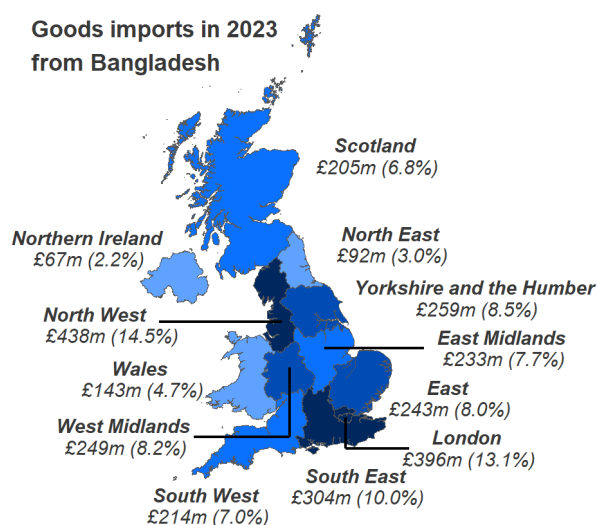 Goods imports in 2023
from Bangladesh
Scotland
£205m (6.8%)
Northern Ireland
£67m (2.2%)
North East
£92m (3.0%)
Yorkshire and the Humber
£259m (8.5%)
North West
£438m (14.5%)
East Midlands
£233m (7.7%)
Wales
£143m (4.7%)
East
£243m (8.0%)
West Midlands
£249m (8.2%)
London
£396m (13.1%)
South East
£304m (10.0%)
South West
£214m (7.0%)